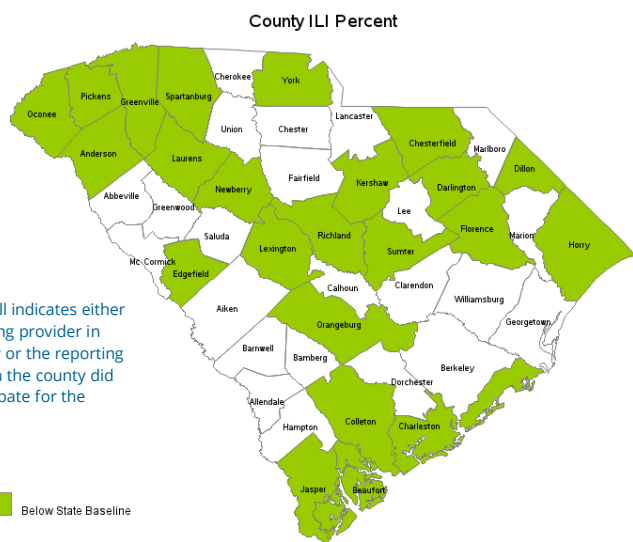 County ILI Percent
Cherokee
York
Pickens
Spartanburg
Greenville
Oconee
Lancaster
Union
Chester
Chesterfield
Marlboro
Anderson
Laurens
Dillon
Fairfield
Kershaw
Darlington
Newberry
Abbeville
Greenwood
Lee
Florence
Marion
Saluda
Richland
Horry
Lexington
Sumter
Mc Cormick
Edgefield
Calhoun
Clarendon
Williamsburg
Aiken
ll indicates either
ng provider in
or the reporting
the county did
pate for the
Orangeburg
Georgetown
Barnwell
Bamberg
Berkeley
Dorchester
Allendale
Colleton
Charleston
Hampton
Jasper
Beaufort
Below State Baseline